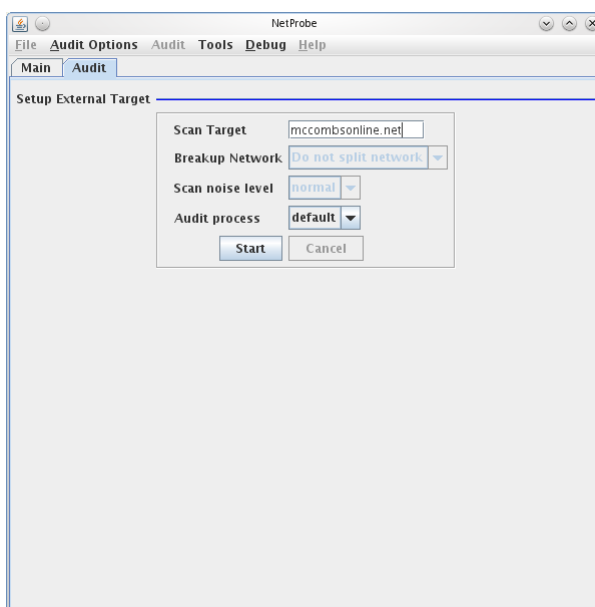 NetProbe
File Audit Options Audit Tools Debug Help
Main Audit
Setup External Target
Scan Target mccombsonline.net
Breakup Network Do not split network
Scan noise level normal
Audit process default
Start Cancel